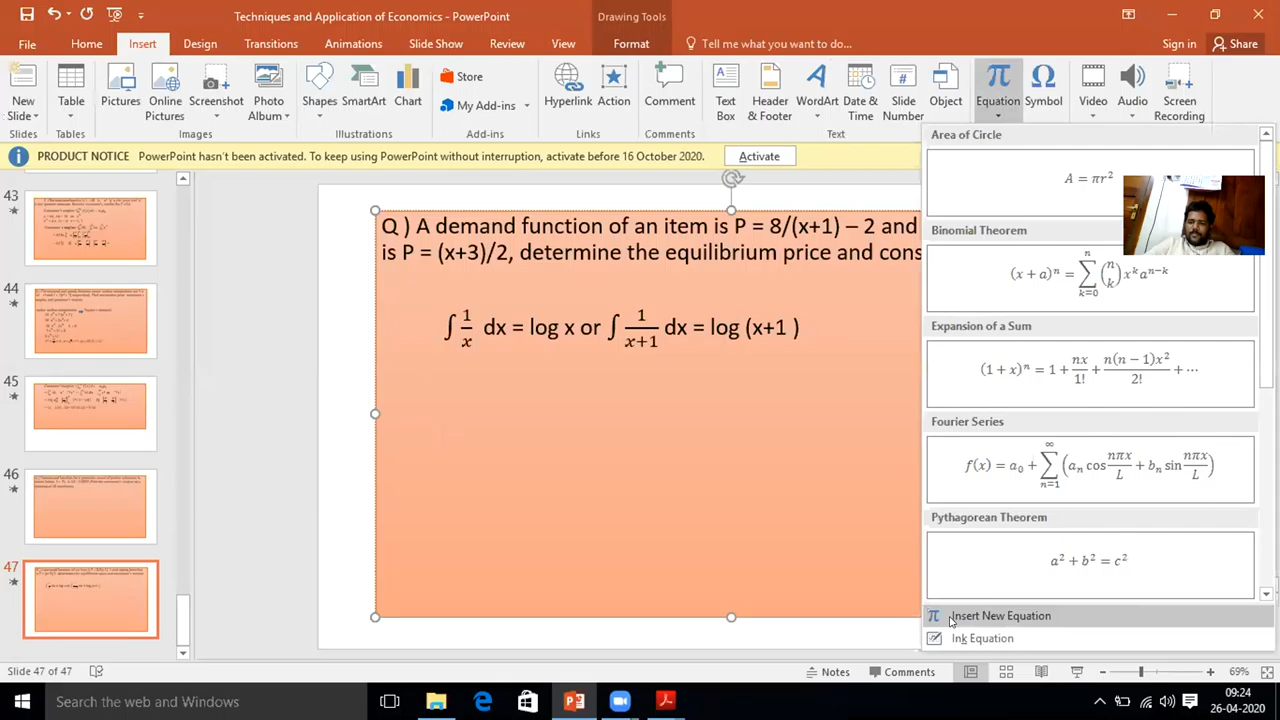 Techniques and Application of Economics - PowerPoint
Drawing Tools
File Home Insert Design Transitions Animations Slide Show Review View Format Tell me what you want to do... Sign in Share
New Slide
Table
Pictures
Online Pictures
Screenshot
Photo Album
Shapes
SmartArt
Chart
Store
My Add-ins
Hyperlink
Action
Comment
Text Box
Header & Footer
WordArt
Date & Time
Slide Number
Object
Equation
Symbol
Video
Audio
Screen Recording
Slides Tables Images Illustrations Add-ins Links Comments Text
PRODUCT NOTICE PowerPoint hasn't been activated. To keep using PowerPoint without interruption, activate before 16 October 2020. Activate
43
44
45
46
47
Q ) A demand function of an item is P = 8/(x+1) – 2 and
is P = (x+3)/2, determine the equilibrium price and cons
∫ 1/x dx = log x or ∫ 1/(x+1) dx = log (x+1 )
Area of Circle
A = πr²
Binomial Theorem
(x + a)ⁿ = ∑ₖ₌₀ⁿ (n k) xᵏaⁿ⁻ᵏ
Expansion of a Sum
(1 + x)ⁿ = 1 + nx/1! + n(n − 1)x²/2! + ⋯
Fourier Series
f(x) = a₀ + ∑ₙ₌₁^∞ (aₙ cos nπx/L + bₙ sin nπx/L)
Pythagorean Theorem
a² + b² = c²
Insert New Equation
Ink Equation
Slide 47 of 47 Notes Comments 69%
Search the web and Windows
09:24
26-04-2020